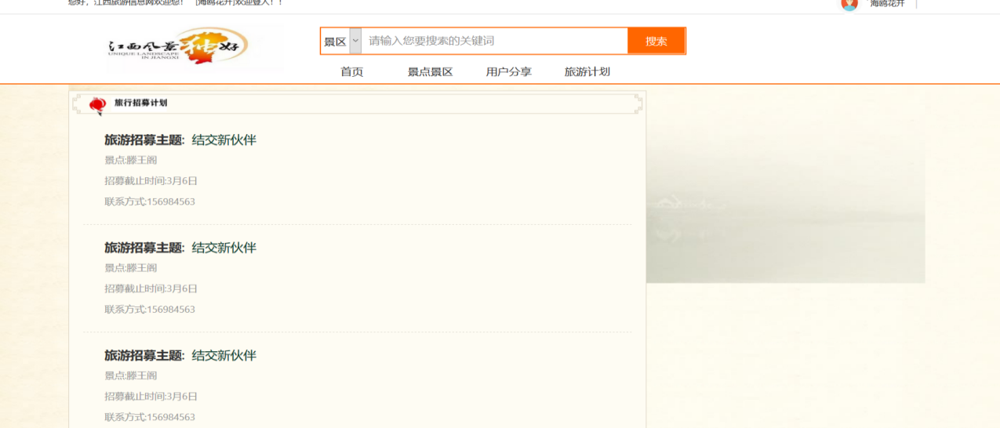 您好，江西旅游信息网欢迎您！ [海鸥花开]欢迎登入！！
海鸥花开
江西风景独好
UNIQUE LANDSCAPE
IN JIANGXI
景区 请输入您要搜索的关键词 搜索
首页 景点景区 用户分享 旅游计划
旅行招募计划
旅游招募主题: 结交新伙伴
景点:滕王阁
招募截止时间:3月6日
联系方式:156984563
旅游招募主题: 结交新伙伴
景点:滕王阁
招募截止时间:3月6日
联系方式:156984563
旅游招募主题: 结交新伙伴
景点:滕王阁
招募截止时间:3月6日
联系方式:156984563